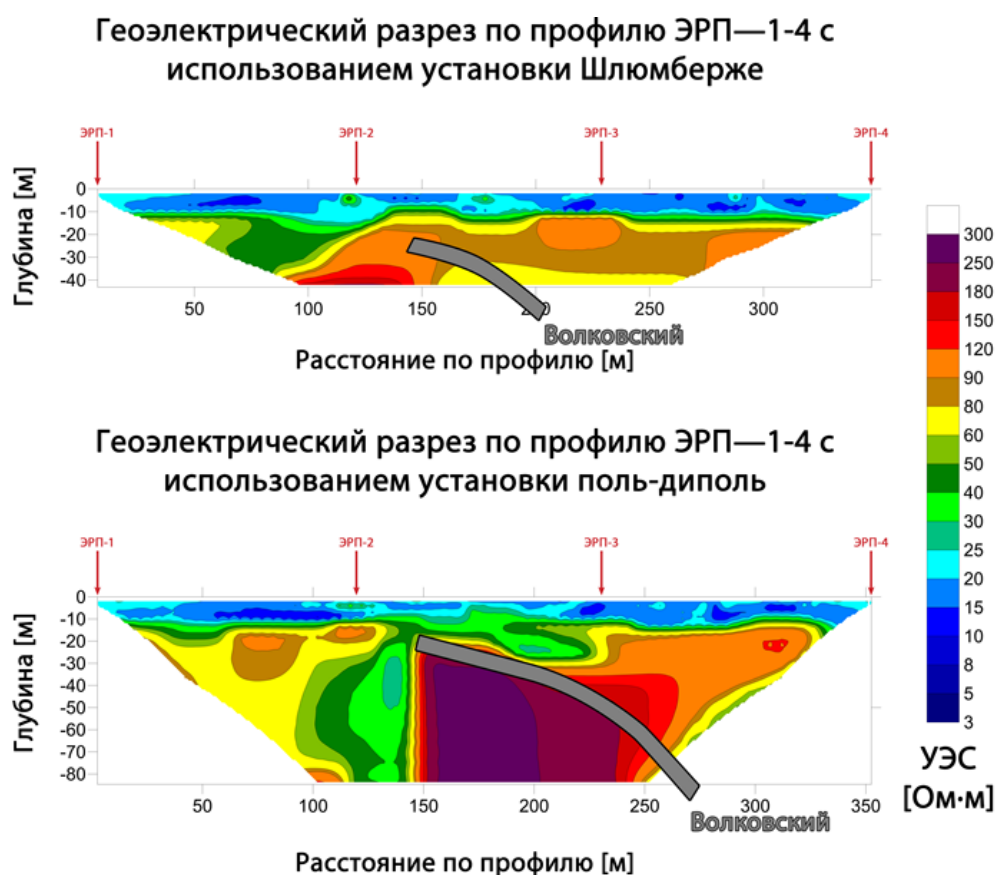 Геоэлектрический разрез по профилю ЭРП—1-4 с
использованием установки Шлюмберже
ЭРП-1 ЭРП-2 ЭРП-3 ЭРП-4
Глубина [м]
0
-10
-20
-30
-40
50 100 150 200 250 300
Волковский
Расстояние по профилю [м]
Геоэлектрический разрез по профилю ЭРП—1-4 с
использованием установки поль-диполь
ЭРП-1 ЭРП-2 ЭРП-3 ЭРП-4
Глубина [м]
0
-10
-20
-30
-40
-50
-60
-70
-80
50 100 150 200 250 300 350
Волковский
Расстояние по профилю [м]
300
250
180
150
120
90
80
60
50
40
30
25
20
15
10
8
5
3
УЭС
[Ом·м]